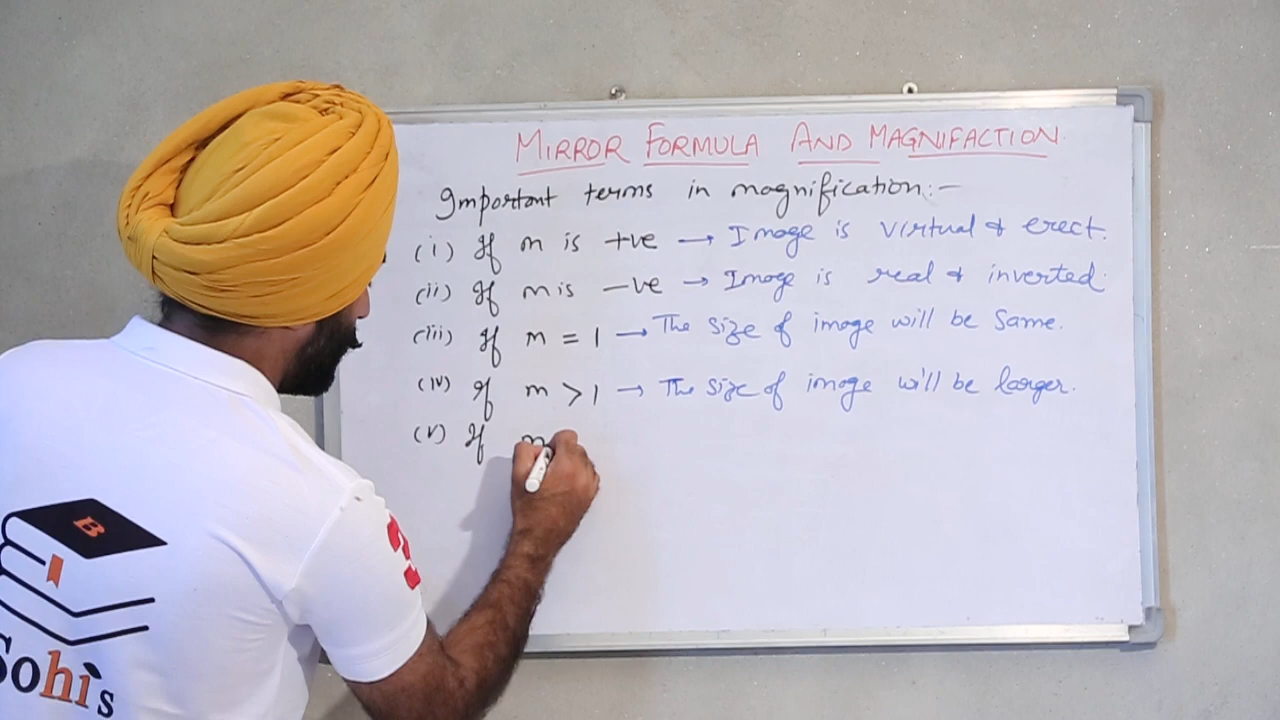 MIRROR FORMULA AND MAGNIFACTION
Important terms in magnification:-
(i) If m is +ve → Image is virtual & erect.
(ii) If m is -ve → Image is real & inverted.
(iii) If m = 1 → The size of image will be same.
(iv) If m > 1 → The size of image will be larger.
(v) If m
B
Sohi's